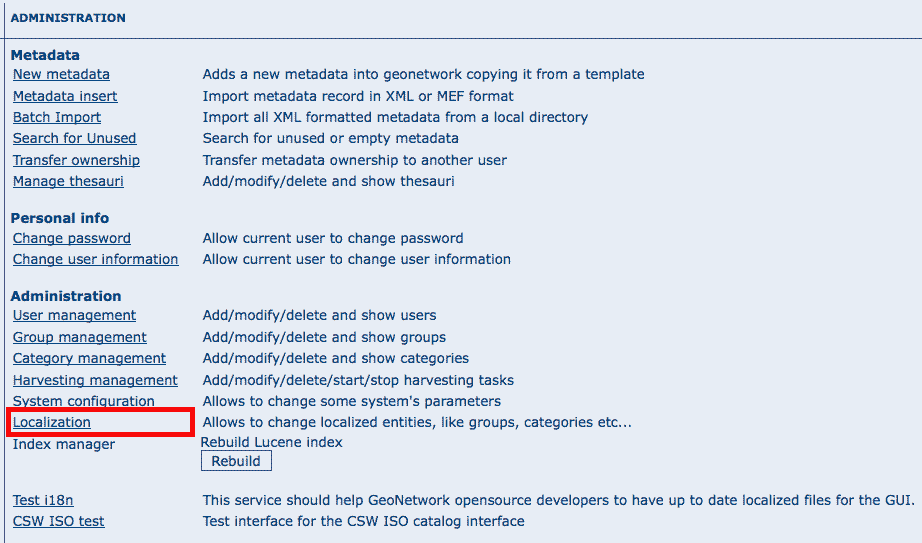 ADMINISTRATION
Metadata
New metadata Adds a new metadata into geonetwork copying it from a template
Metadata insert Import metadata record in XML or MEF format
Batch Import Import all XML formatted metadata from a local directory
Search for Unused Search for unused or empty metadata
Transfer ownership Transfer metadata ownership to another user
Manage thesauri Add/modify/delete and show thesauri
Personal info
Change password Allow current user to change password
Change user information Allow current user to change user information
Administration
User management Add/modify/delete and show users
Group management Add/modify/delete and show groups
Category management Add/modify/delete and show categories
Harvesting management Add/modify/delete/start/stop harvesting tasks
System configuration Allows to change some system's parameters
Localization Allows to change localized entities, like groups, categories etc...
Index manager Rebuild Lucene index
Rebuild
Test i18n This service should help GeoNetwork opensource developers to have up to date localized files for the GUI.
CSW ISO test Test interface for the CSW ISO catalog interface